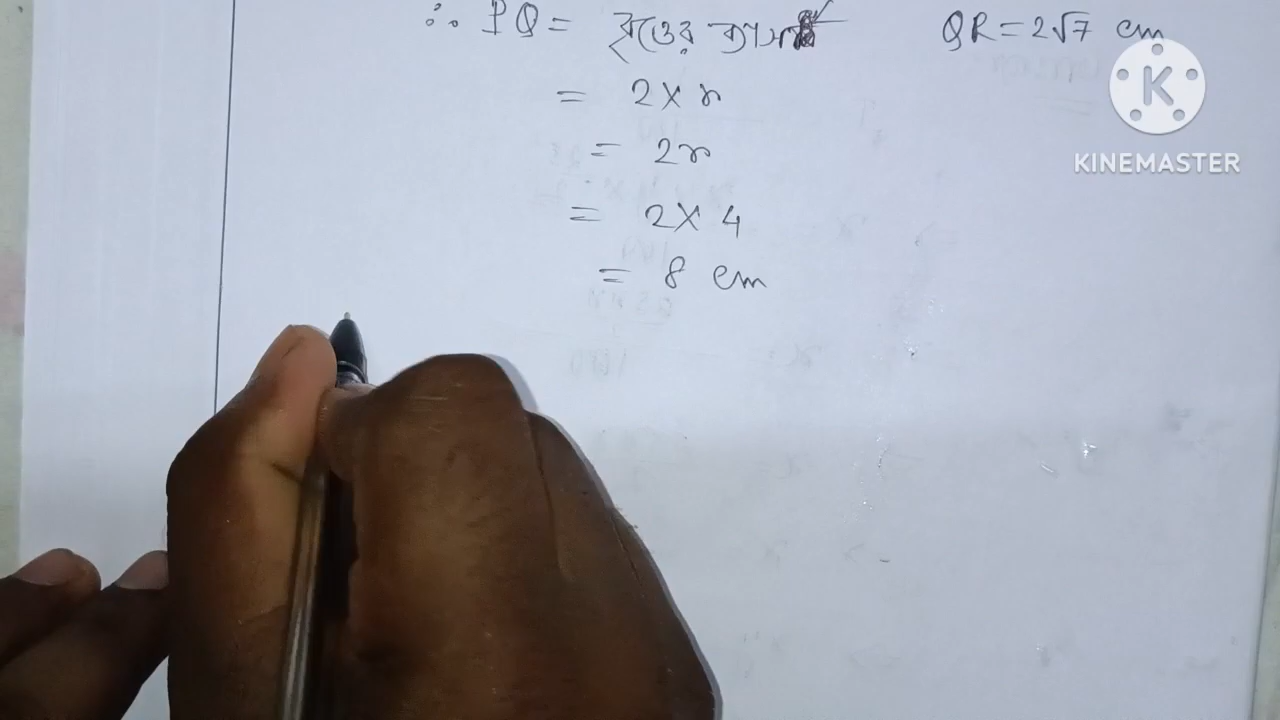 ∴ PQ = বৃত্তের ব্যাস QR = 2√7 cm
= 2 × r
= 2r
= 2 × 4
= 8 cm
K
KINEMASTER